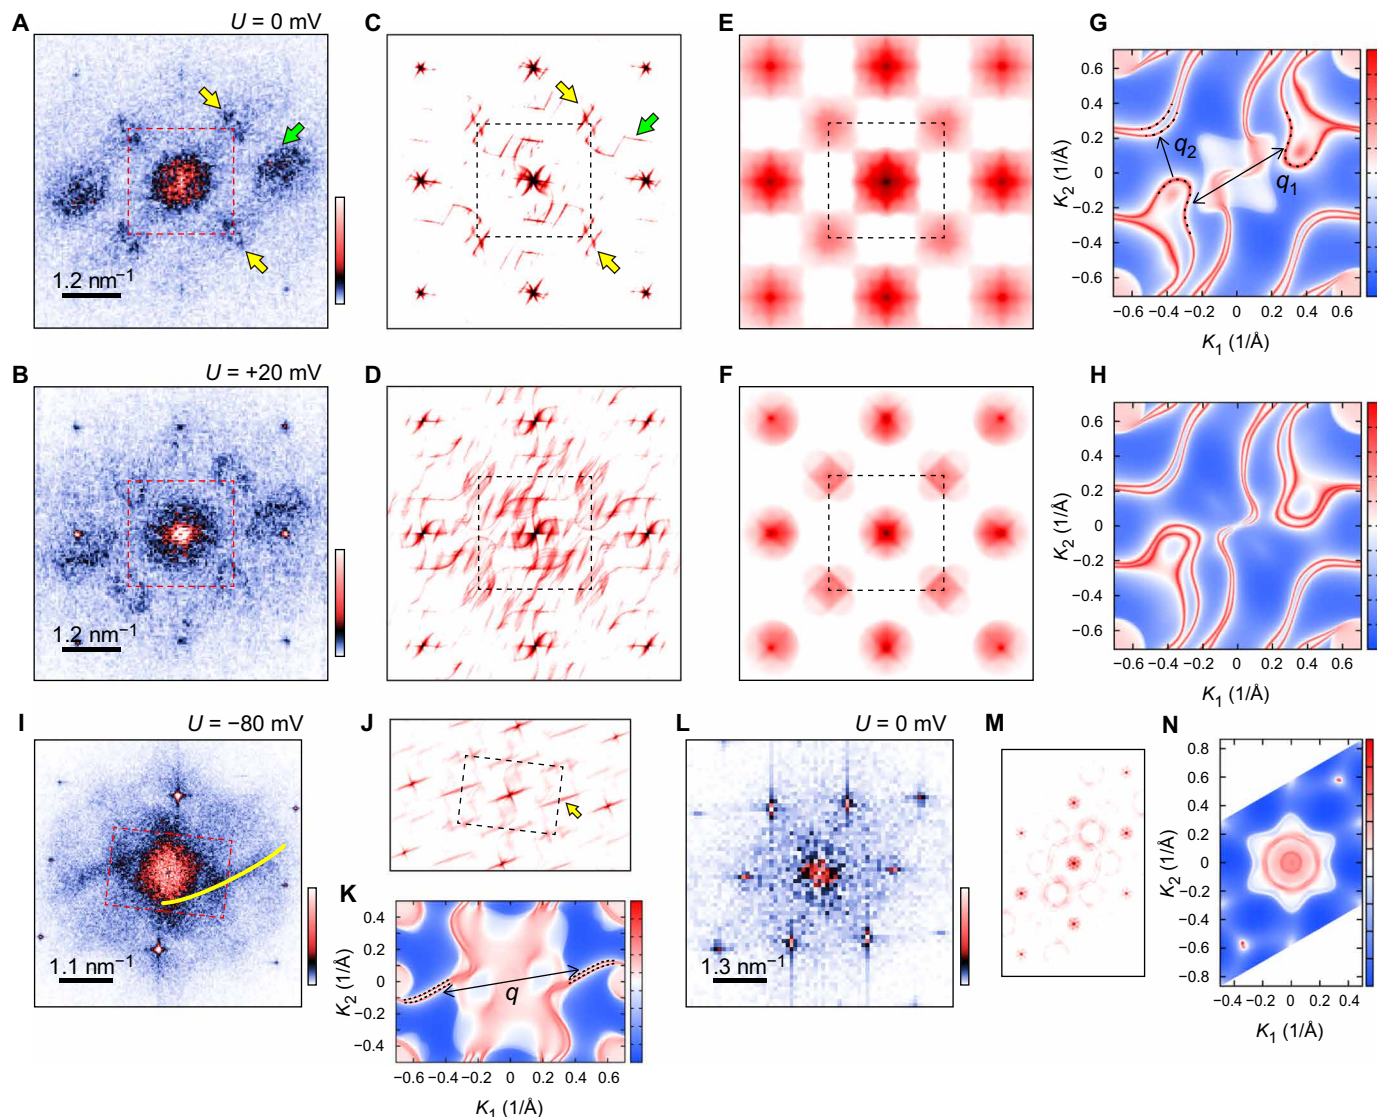 A
U = 0 mV
C
E
G
1.2 nm⁻¹
0.6
0.4
0.2
0
−0.2
−0.4
−0.6
K₂ (1/Å)
q₂
q₁
−0.6 −0.4 −0.2 0 0.2 0.4 0.6
K₁ (1/Å)
B
U = +20 mV
D
F
H
1.2 nm⁻¹
0.6
0.4
0.2
0
−0.2
−0.4
−0.6
K₂ (1/Å)
−0.6 −0.4 −0.2 0 0.2 0.4 0.6
K₁ (1/Å)
I
U = −80 mV
1.1 nm⁻¹
J
K
0.4
0.2
0
−0.2
−0.4
K₂ (1/Å)
q
−0.6 −0.4 −0.2 0 0.2 0.4 0.6
K₁ (1/Å)
L
U = 0 mV
1.3 nm⁻¹
M
N
0.8
0.6
0.4
0.2
0
−0.2
−0.4
−0.6
−0.8
K₂ (1/Å)
−0.4 −0.2 0 0.2 0.4
K₁ (1/Å)